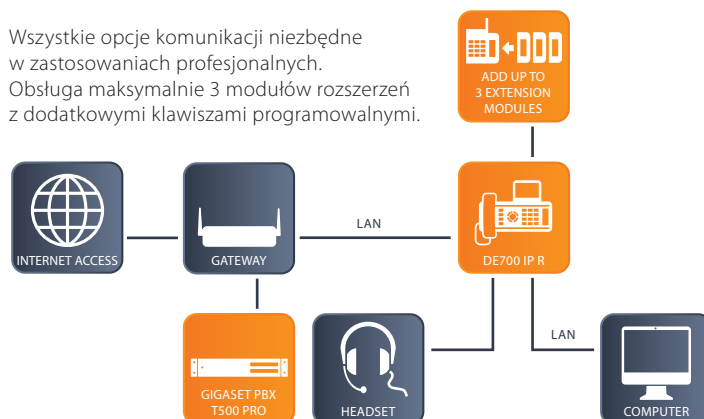 Wszystkie opcje komunikacji niezbędne
w zastosowaniach profesjonalnych.
Obsługa maksymalnie 3 modułów rozszerzeń
z dodatkowymi klawiszami programowalnymi.
ADD UP TO
3 EXTENSION
MODULES
INTERNET ACCESS
GATEWAY
LAN
DE700 IP R
GIGASET PBX
T500 PRO
HEADSET
LAN
COMPUTER